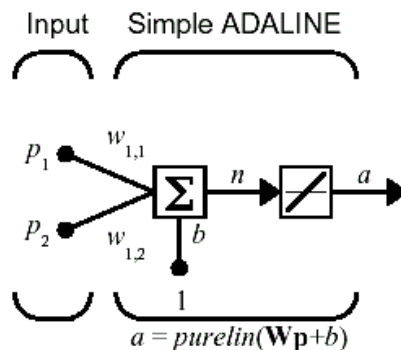 Input Simple ADALINE
p1 w1,1
Σ n a
p2 w1,2 b
1
a = purelin(Wp+b)